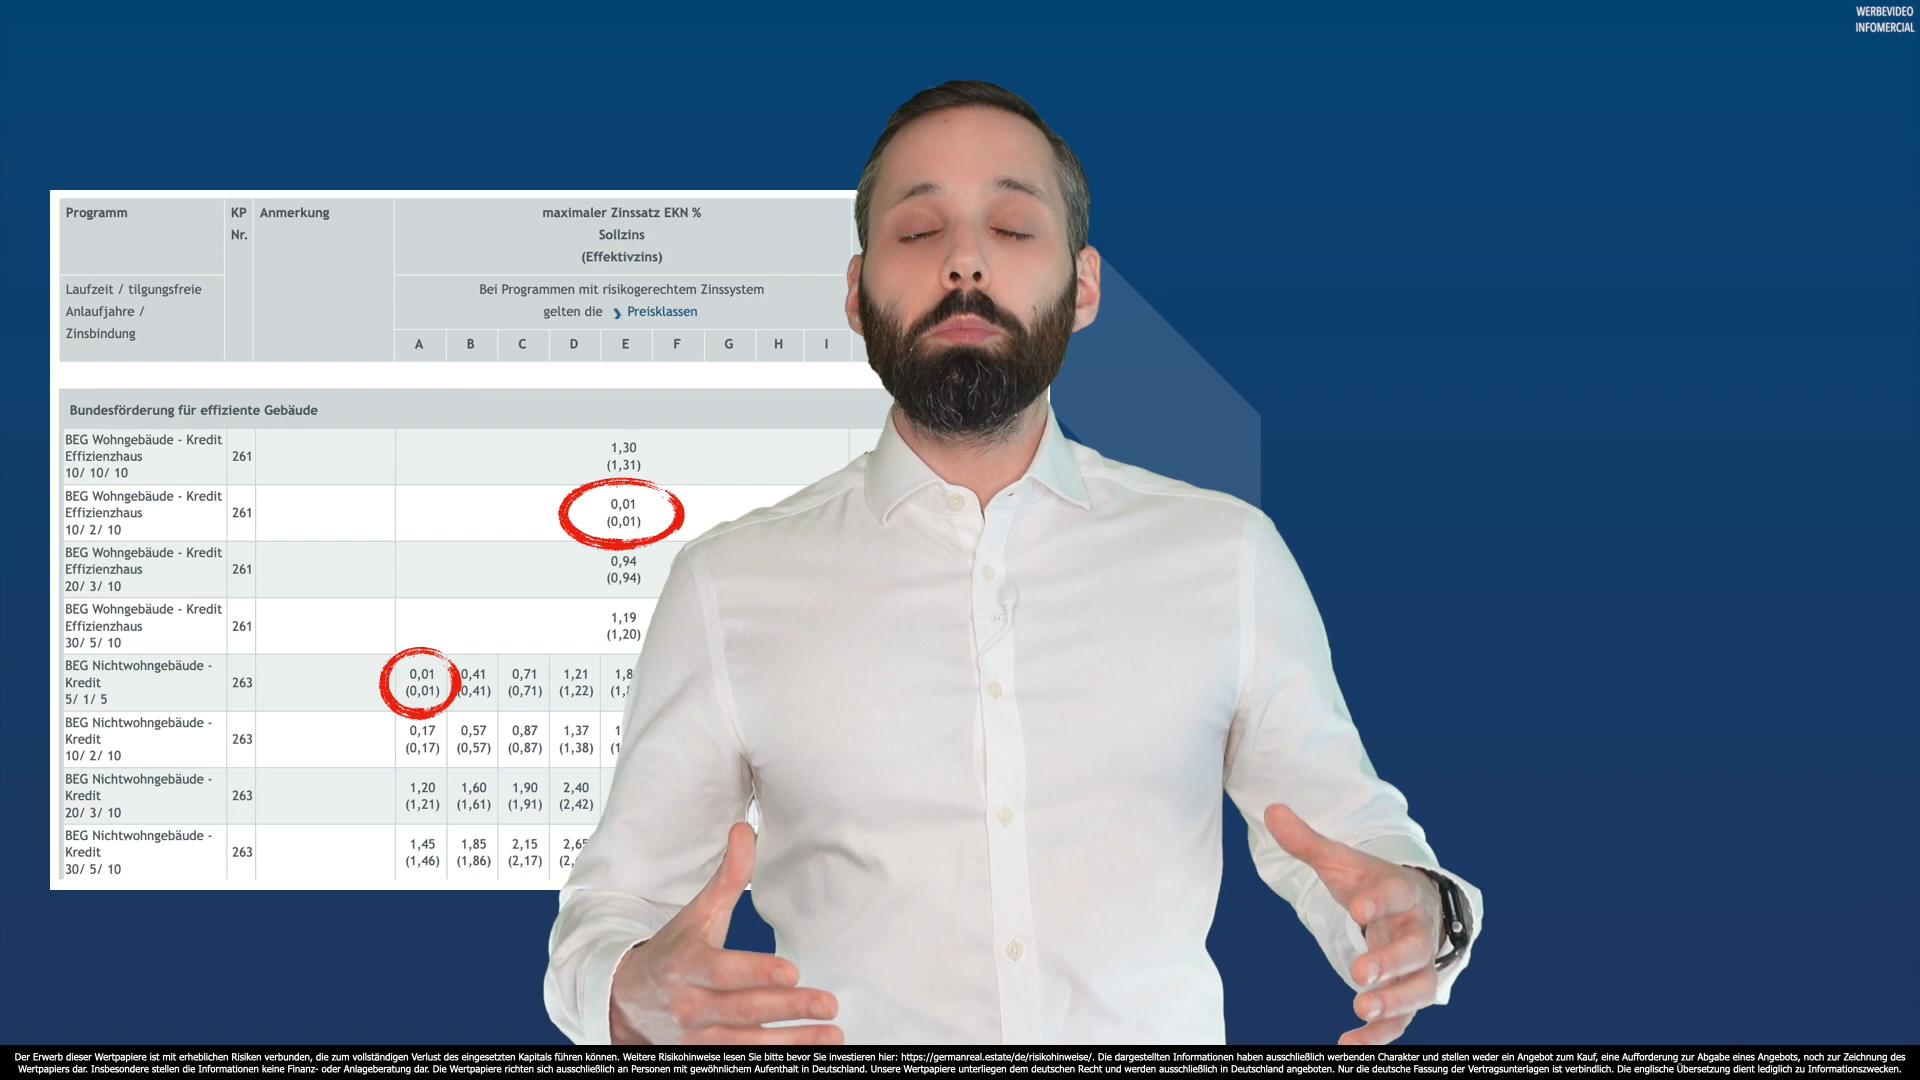 WERBEVIDEO
INFOMERCIAL
Programm
KP
Nr.
Anmerkung
maximaler Zinssatz EKN %
Sollzins
(Effektivzins)
Laufzeit / tilgungsfreie
Anlaufjahre /
Zinsbindung
Bei Programmen mit risikogerechtem Zinssystem
gelten die Preisklassen
A B C D E F G H I
Bundesförderung für effiziente Gebäude
BEG Wohngebäude - Kredit
Effizienzhaus
10/ 10/ 10
261
1,30
(1,31)
BEG Wohngebäude - Kredit
Effizienzhaus
10/ 2/ 10
261
0,01
(0,01)
BEG Wohngebäude - Kredit
Effizienzhaus
20/ 3/ 10
261
0,94
(0,94)
BEG Wohngebäude - Kredit
Effizienzhaus
30/ 5/ 10
261
1,19
(1,20)
BEG Nichtwohngebäude -
Kredit
5/ 1/ 5
263
0,01 0,41 0,71 1,21 1,8
(0,01) (0,41) (0,71) (1,22)
BEG Nichtwohngebäude -
Kredit
10/ 2/ 10
263
0,17 0,57 0,87 1,37
(0,17) (0,57) (0,87) (1,38)
BEG Nichtwohngebäude -
Kredit
20/ 3/ 10
263
1,20 1,60 1,90 2,40
(1,21) (1,61) (1,91) (2,42)
BEG Nichtwohngebäude -
Kredit
30/ 5/ 10
263
1,45 1,85 2,15 2,65
(1,46) (1,86) (2,17)
Der Erwerb dieser Wertpapiere ist mit erheblichen Risiken verbunden, die zum vollständigen Verlust des eingesetzten Kapitals führen können. Weitere Risikohinweise lesen Sie bitte bevor Sie investieren hier: https://germanreal.estate/de/risikohinweise/. Die dargestellten Informationen haben ausschließlich werbenden Charakter und stellen weder ein Angebot zum Kauf, eine Aufforderung zur Abgabe eines Angebots, noch zur Zeichnung des
Wertpapiers dar. Insbesondere stellen die Informationen keine Finanz- oder Anlageberatung dar. Die Wertpapiere richten sich ausschließlich an Personen mit gewöhnlichem Aufenthalt in Deutschland. Unsere Wertpapiere unterliegen dem deutschen Recht und werden ausschließlich in Deutschland angeboten. Nur die deutsche Fassung der Vertragsunterlagen ist verbindlich. Die englische Übersetzung dient lediglich zu Informationszwecken.